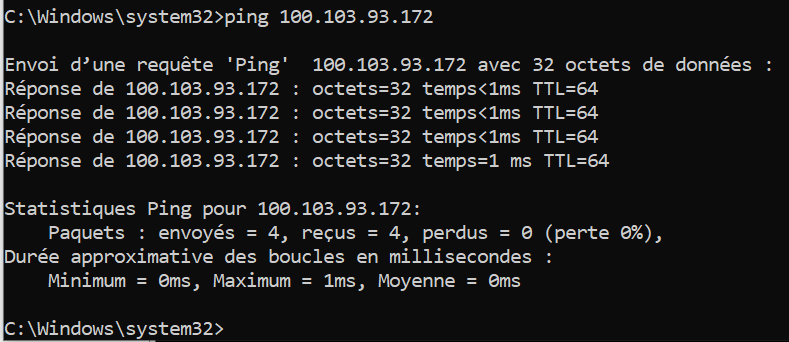 C:\Windows\system32>ping 100.103.93.172
Envoi d’une requête 'Ping'  100.103.93.172 avec 32 octets de données :
Réponse de 100.103.93.172 : octets=32 temps<1ms TTL=64
Réponse de 100.103.93.172 : octets=32 temps<1ms TTL=64
Réponse de 100.103.93.172 : octets=32 temps<1ms TTL=64
Réponse de 100.103.93.172 : octets=32 temps=1 ms TTL=64
Statistiques Ping pour 100.103.93.172:
    Paquets : envoyés = 4, reçus = 4, perdus = 0 (perte 0%),
Durée approximative des boucles en millisecondes :
    Minimum = 0ms, Maximum = 1ms, Moyenne = 0ms
C:\Windows\system32>